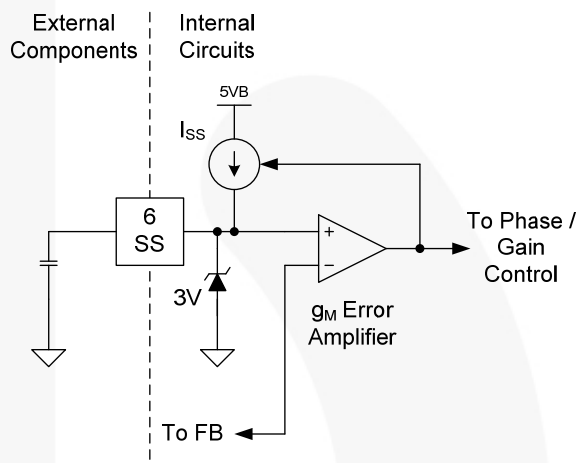 External
Components
Internal
Circuits
5VB
ISS
6
SS
+
−
3V
gM Error
Amplifier
To Phase /
Gain
Control
To FB